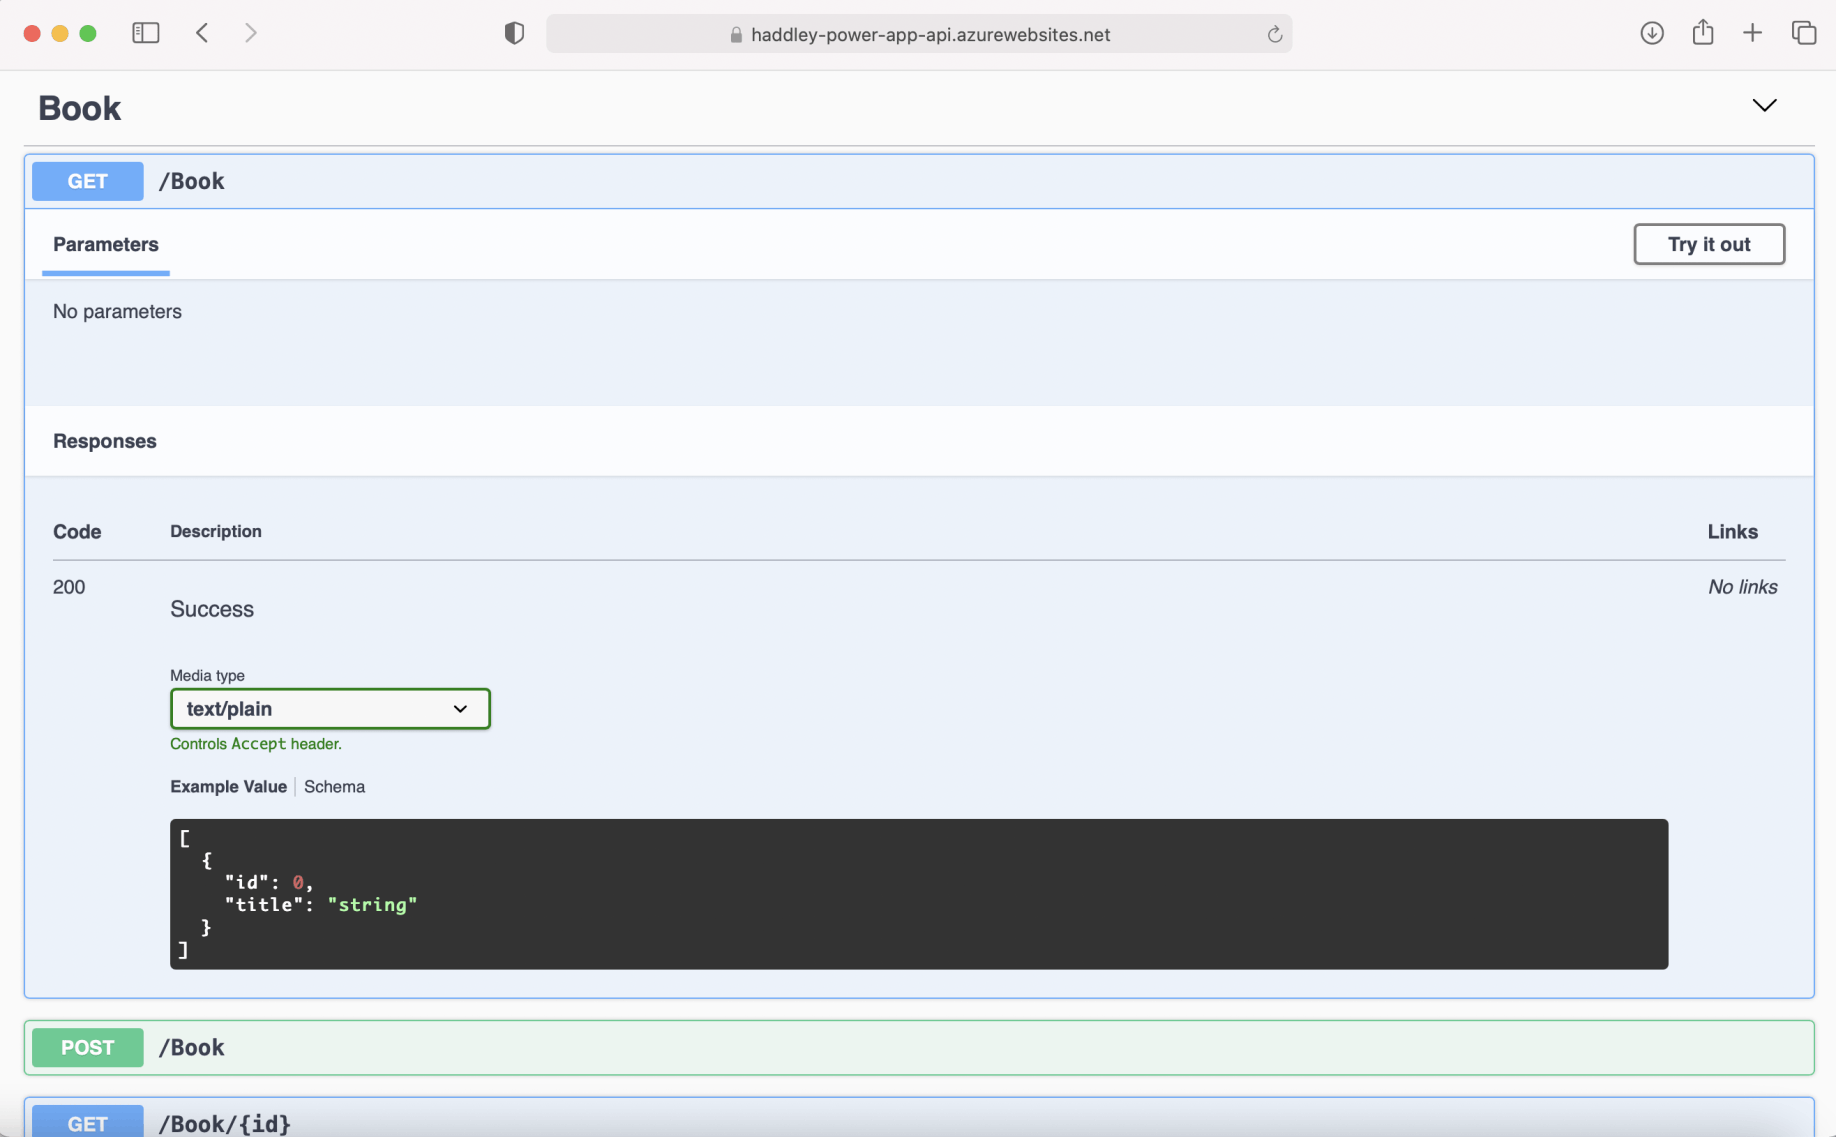 haddley-power-app-api.azurewebsites.net
Book
GET /Book
Parameters
Try it out
No parameters
Responses
Code Description Links
200 No links
Success
Media type
text/plain
Controls Accept header.
Example Value Schema
[
{
"id": 0,
"title": "string"
}
]
POST /Book
GET /Book/{id}